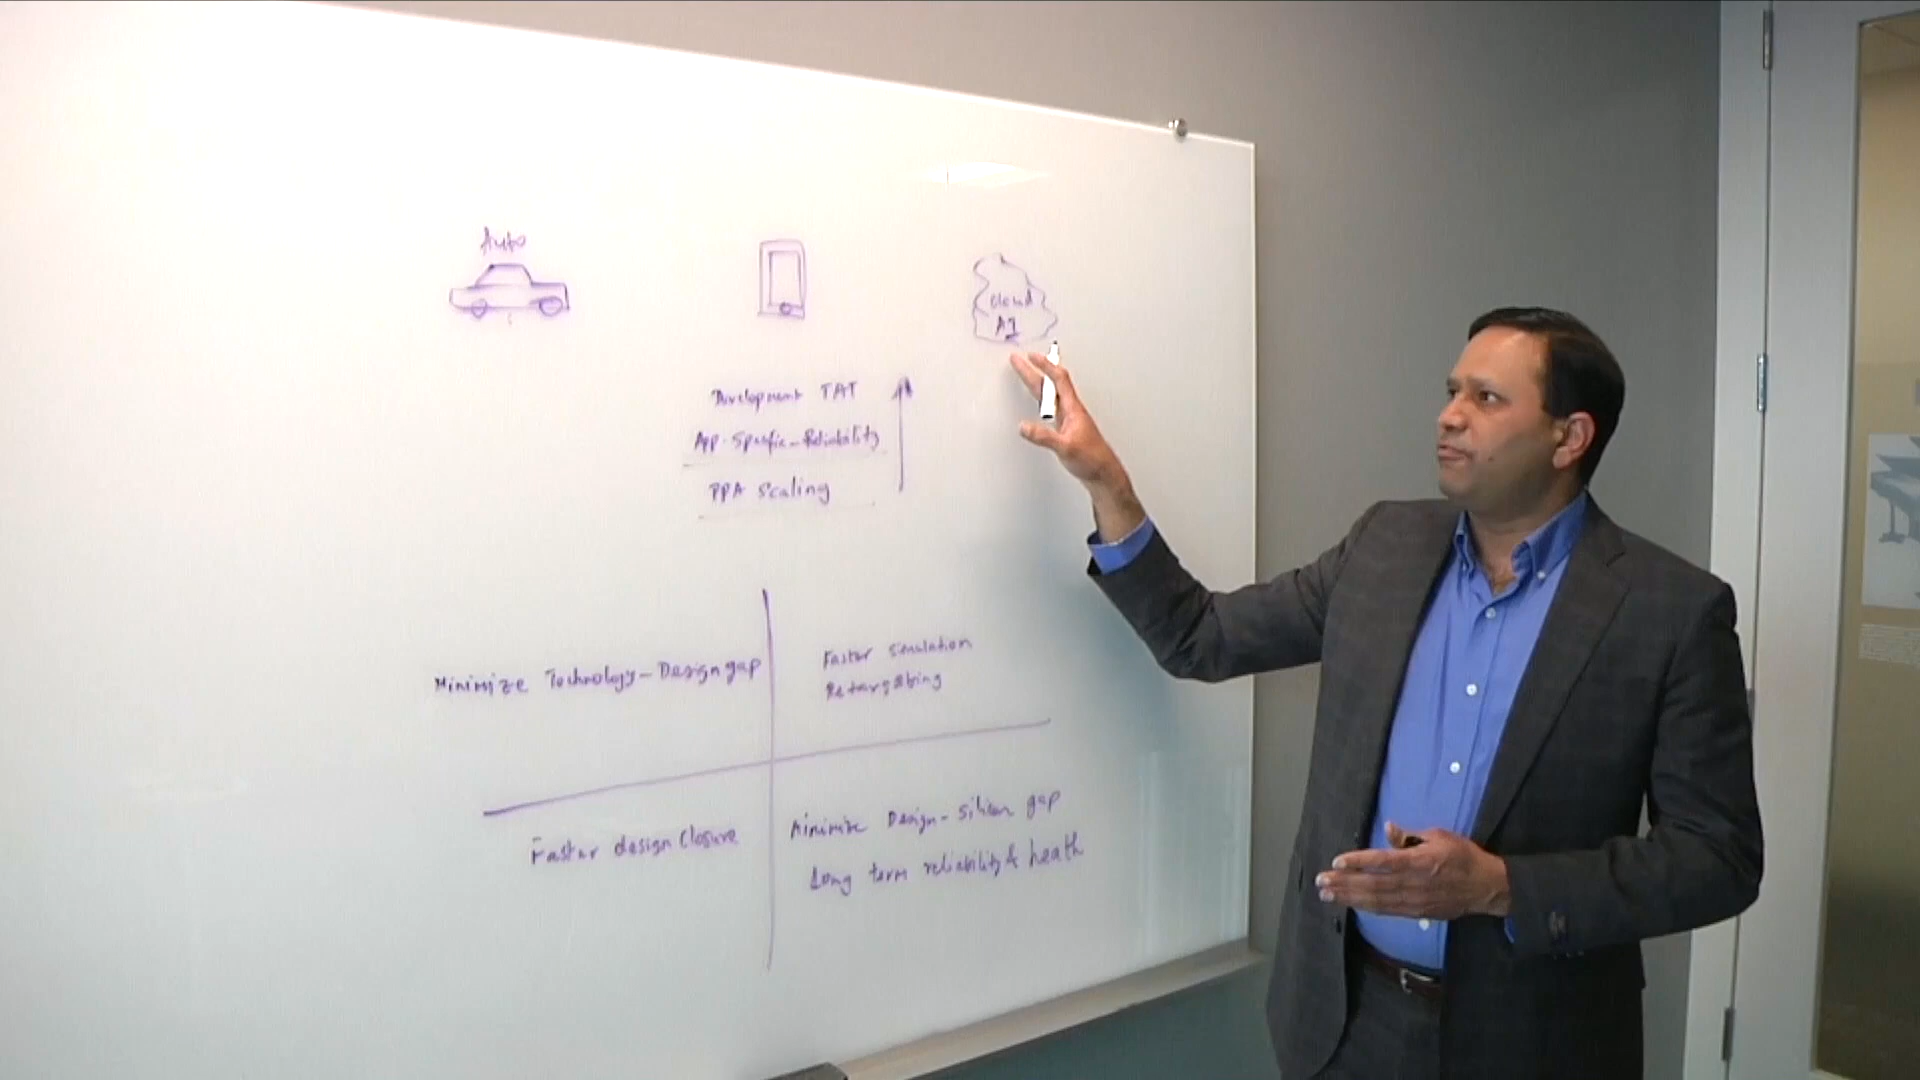 Auto
Cloud
AI
Development TAT
App-Specific-Reliability
PPA Scaling
Minimize Technology-Design gap
Faster simulation
Retargeting
Faster design closure
Minimize Design-silicon gap
Long term reliability & heath